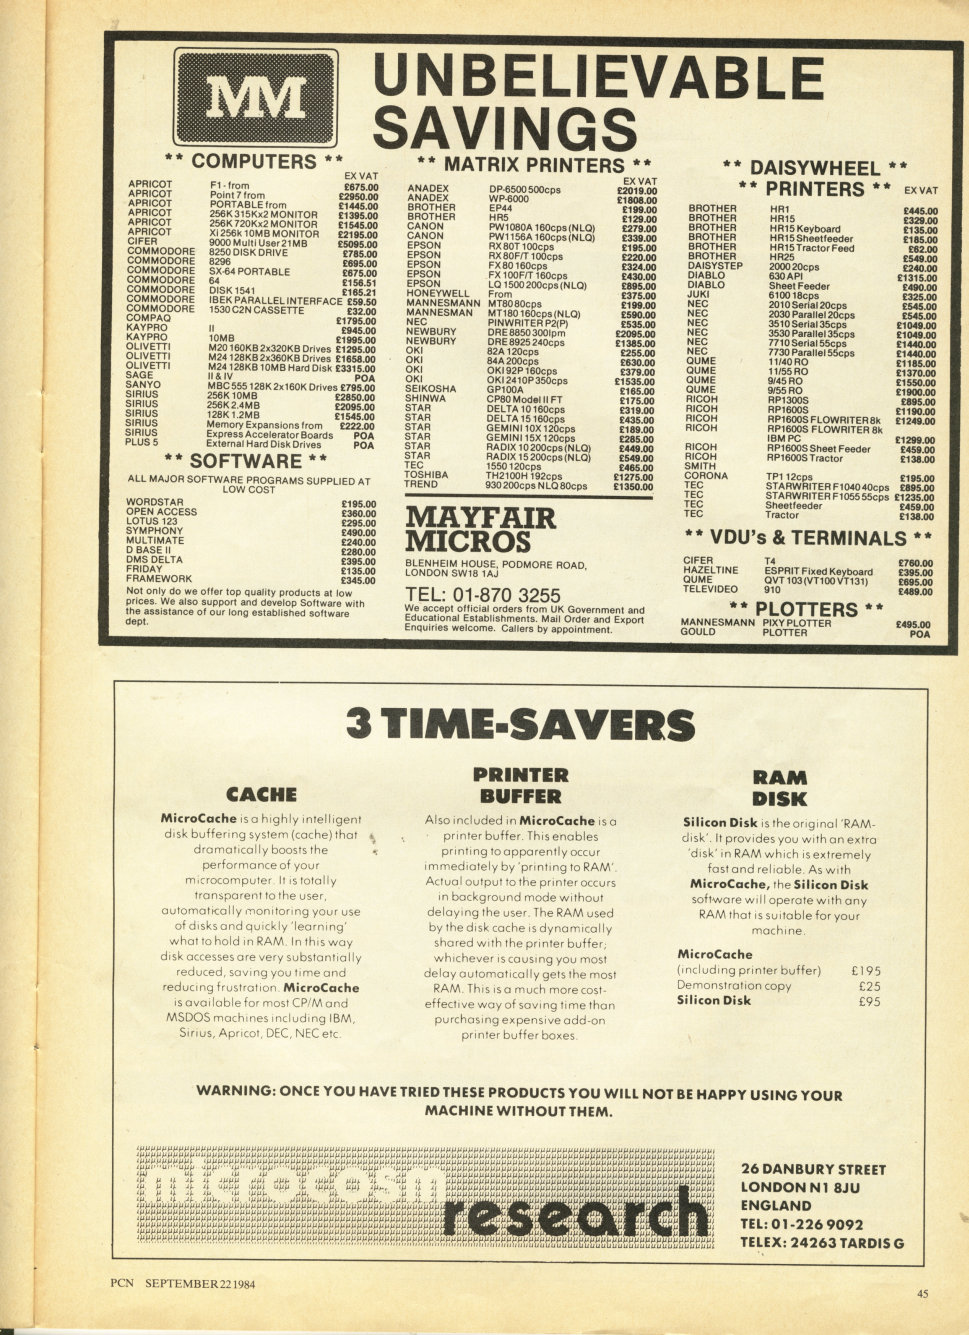 MM
UNBELIEVABLE
SAVINGS
** COMPUTERS **
EX VAT
APRICOT F1 - from £675.00
APRICOT Point 7 from £2950.00
APRICOT PORTABLE from £1445.00
APRICOT 256K 315Kx2 MONITOR £1395.00
APRICOT 256K 720Kx2 MONITOR £1545.00
APRICOT XI 256k 10MB MONITOR £2195.00
CIFER 9000 Multi User 21MB £5095.00
COMMODORE 8250 DISK DRIVE £785.00
COMMODORE 8296 £695.00
COMMODORE SX-64 PORTABLE £675.00
COMMODORE 64 £156.51
COMMODORE DISK 1541 £165.21
COMMODORE IBEK PARALLEL INTERFACE £59.50
COMMODORE 1530 C2N CASSETTE £32.00
COMPAQ £1795.00
KAYPRO II £945.00
KAYPRO 10MB £1995.00
OLIVETTI M20 160KB 2x320KB Drives £1295.00
OLIVETTI M24 128KB 2x360KB Drives £1658.00
OLIVETTI M24 128KB 10MB Hard Disk £3315.00
SAGE II & IV POA
SANYO MBC 555 128K 2x160K Drives £795.00
SIRIUS 256K 10MB £2850.00
SIRIUS 256K 2.4MB £2095.00
SIRIUS 128K 1.2MB £1545.00
SIRIUS Memory Expansions from £222.00
SIRIUS Express Accelerator Boards POA
PLUS 5 External Hard Disk Drives POA
** SOFTWARE **
ALL MAJOR SOFTWARE PROGRAMS SUPPLIED AT
LOW COST
WORDSTAR £195.00
OPEN ACCESS £360.00
LOTUS 123 £295.00
SYMPHONY £490.00
MULTIMATE £240.00
D BASE II £280.00
DMS DELTA £395.00
FRIDAY £135.00
FRAMEWORK £345.00
Not only do we offer top quality products at low
prices. We also support and develop Software with
the assistance of our long established software
dept.
** MATRIX PRINTERS **
EX VAT
ANADEX DP-6500 500cps £2019.00
ANADEX WP-6000 £1808.00
BROTHER EP44 £199.00
BROTHER HR5 £129.00
CANON PW1080A 160cps (NLQ) £279.00
CANON PW1156A 160cps (NLQ) £339.00
EPSON RX 80T 100cps £195.00
EPSON RX 80F/T 100cps £220.00
EPSON FX 80 160cps £324.00
EPSON FX 100F/T 160cps £430.00
EPSON LQ 1500 200cps (NLQ) £895.00
HONEYWELL From £375.00
MANNESMANN MT80 80cps £199.00
MANNESMAN MT180 160cps (NLQ) £590.00
NEC PINWRITER P2(P) £535.00
NEWBURY DRE 8850 300lpm £2095.00
NEWBURY DRE 8925 240cps £1385.00
OKI 82A 120cps £255.00
OKI 84A 200cps £630.00
OKI OKI 92P 160cps £379.00
OKI OKI 2410P 350cps £1535.00
SEIKOSHA GP100A £165.00
SHINWA CP80 Model II FT £175.00
STAR DELTA 10 160cps £319.00
STAR DELTA 15 160cps £435.00
STAR GEMINI 10X 120cps £189.00
STAR GEMINI 15X 120cps £285.00
STAR RADIX 10 200cps (NLQ) £449.00
STAR RADIX 15 200cps (NLQ) £549.00
TEC 1550 120cps £465.00
TOSHIBA TH2100H 192cps £1275.00
TREND 930 200cps NLQ 80cps £1350.00
MAYFAIR
MICROS
BLENHEIM HOUSE, PODMORE ROAD,
LONDON SW18 1AJ
TEL: 01-870 3255
We accept official orders from UK Government and
Educational Establishments. Mail Order and Export
Enquiries welcome. Callers by appointment.
** DAISYWHEEL **
** PRINTERS ** EX VAT
BROTHER HR1 £445.00
BROTHER HR15 £329.00
BROTHER HR15 Keyboard £135.00
BROTHER HR15 Sheetfeeder £185.00
BROTHER HR15 Tractor Feed £62.00
BROTHER HR25 £549.00
DAISYSTEP 2000 20cps £240.00
DIABLO 630 API £1315.00
DIABLO Sheet Feeder £490.00
JUKI 6100 18cps £325.00
NEC 2010 Serial 20cps £545.00
NEC 2030 Parallel 20cps £545.00
NEC 3510 Serial 35cps £1049.00
NEC 3530 Parallel 35cps £1049.00
NEC 7710 Serial 55cps £1440.00
NEC 7730 Parallel 55cps £1440.00
QUME 11/40 RO £1185.00
QUME 11/55 RO £1370.00
QUME 9/45 RO £1550.00
QUME 9/55 RO £1900.00
RICOH RP1300S £895.00
RICOH RP1600S £1190.00
RICOH RP1600S FLOWRITER 8k £1249.00
RICOH RP1600S FLOWRITER 8k
IBM PC £1299.00
RICOH RP1600S Sheet Feeder £459.00
RICOH RP1600S Tractor £138.00
SMITH
CORONA TP1 12cps £195.00
TEC STARWRITER F1040 40cps £895.00
TEC STARWRITER F1055 55cps £1235.00
TEC Sheetfeeder £459.00
TEC Tractor £138.00
** VDU's & TERMINALS **
CIFER T4 £760.00
HAZELTINE ESPRIT Fixed Keyboard £395.00
QUME QVT 103 (VT100 VT131) £695.00
TELEVIDEO 910 £489.00
** PLOTTERS **
MANNESMANN PIXY PLOTTER £495.00
GOULD PLOTTER POA
3 TIME-SAVERS
CACHE
MicroCache is a highly intelligent
disk buffering system (cache) that
dramatically boosts the
performance of your
microcomputer. It is totally
transparent to the user,
automatically monitoring your use
of disks and quickly 'learning'
what to hold in RAM. In this way
disk accesses are very substantially
reduced, saving you time and
reducing frustration. MicroCache
is available for most CP/M and
MSDOS machines including IBM,
Sirius, Apricot, DEC, NEC etc.
PRINTER
BUFFER
Also included in MicroCache is a
printer buffer. This enables
printing to apparently occur
immediately by 'printing to RAM'.
Actual output to the printer occurs
in background mode without
delaying the user. The RAM used
by the disk cache is dynamically
shared with the printer buffer;
whichever is causing you most
delay automatically gets the most
RAM. This is a much more cost-
effective way of saving time than
purchasing expensive add-on
printer buffer boxes.
RAM
DISK
Silicon Disk is the original 'RAM-
disk'. It provides you with an extra
'disk' in RAM which is extremely
fast and reliable. As with
MicroCache, the Silicon Disk
software will operate with any
RAM that is suitable for your
machine.
MicroCache
(including printer buffer) £195
Demonstration copy £25
Silicon Disk £95
WARNING: ONCE YOU HAVE TRIED THESE PRODUCTS YOU WILL NOT BE HAPPY USING YOUR
MACHINE WITHOUT THEM.
microcosm
research
26 DANBURY STREET
LONDON N1 8JU
ENGLAND
TEL: 01-226 9092
TELEX: 24263 TARDIS G
PCN SEPTEMBER 22 1984
45